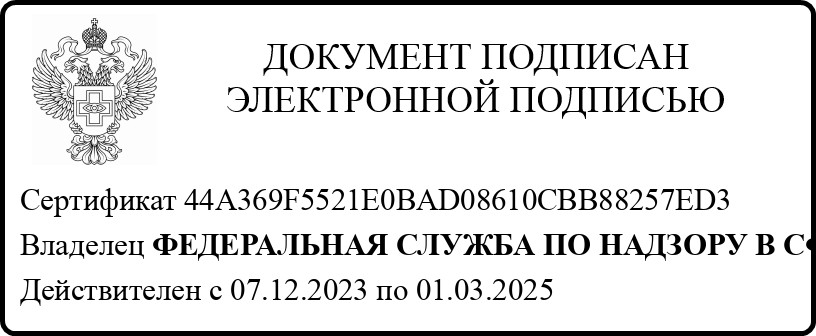 ДОКУМЕНТ ПОДПИСАН
ЭЛЕКТРОННОЙ ПОДПИСЬЮ
Сертификат 44A369F5521E0BAD08610CBB88257ED3
Владелец ФЕДЕРАЛЬНАЯ СЛУЖБА ПО НАДЗОРУ В
Действителен с 07.12.2023 по 01.03.2025